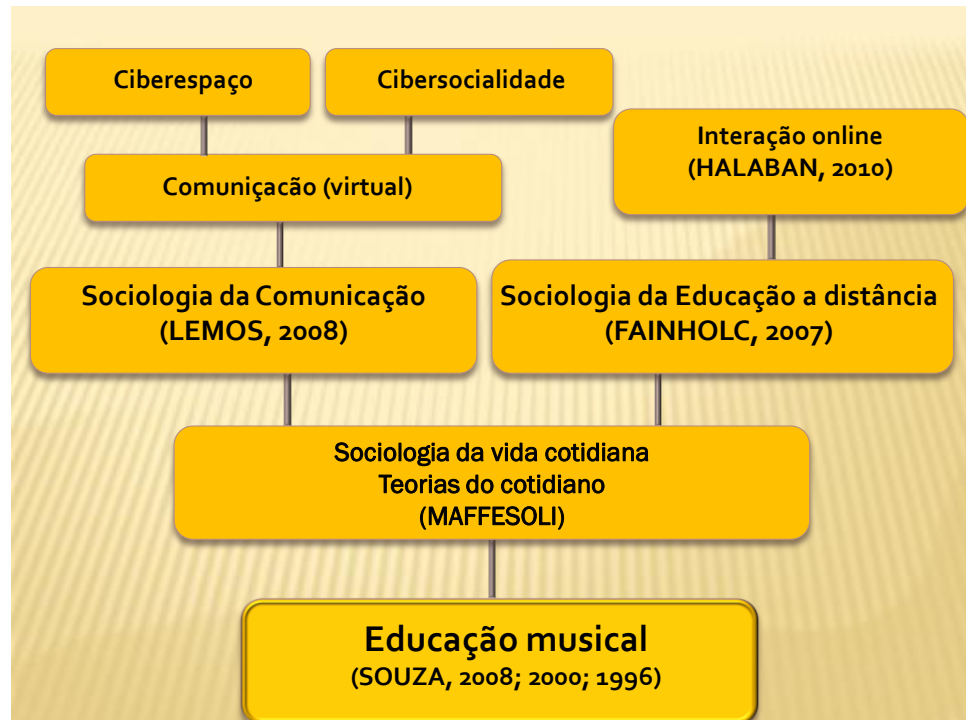 Ciberespaço
Cibersocialidade
Interação online
(HALABAN, 2010)
Comuniçacão (virtual)
Sociologia da Comunicação
(LEMOS, 2008)
Sociologia da Educação a distância
(FAINHOLC, 2007)
Sociologia da vida cotidiana
Teorias do cotidiano
(MAFFESOLI)
Educação musical
(SOUZA, 2008; 2000; 1996)